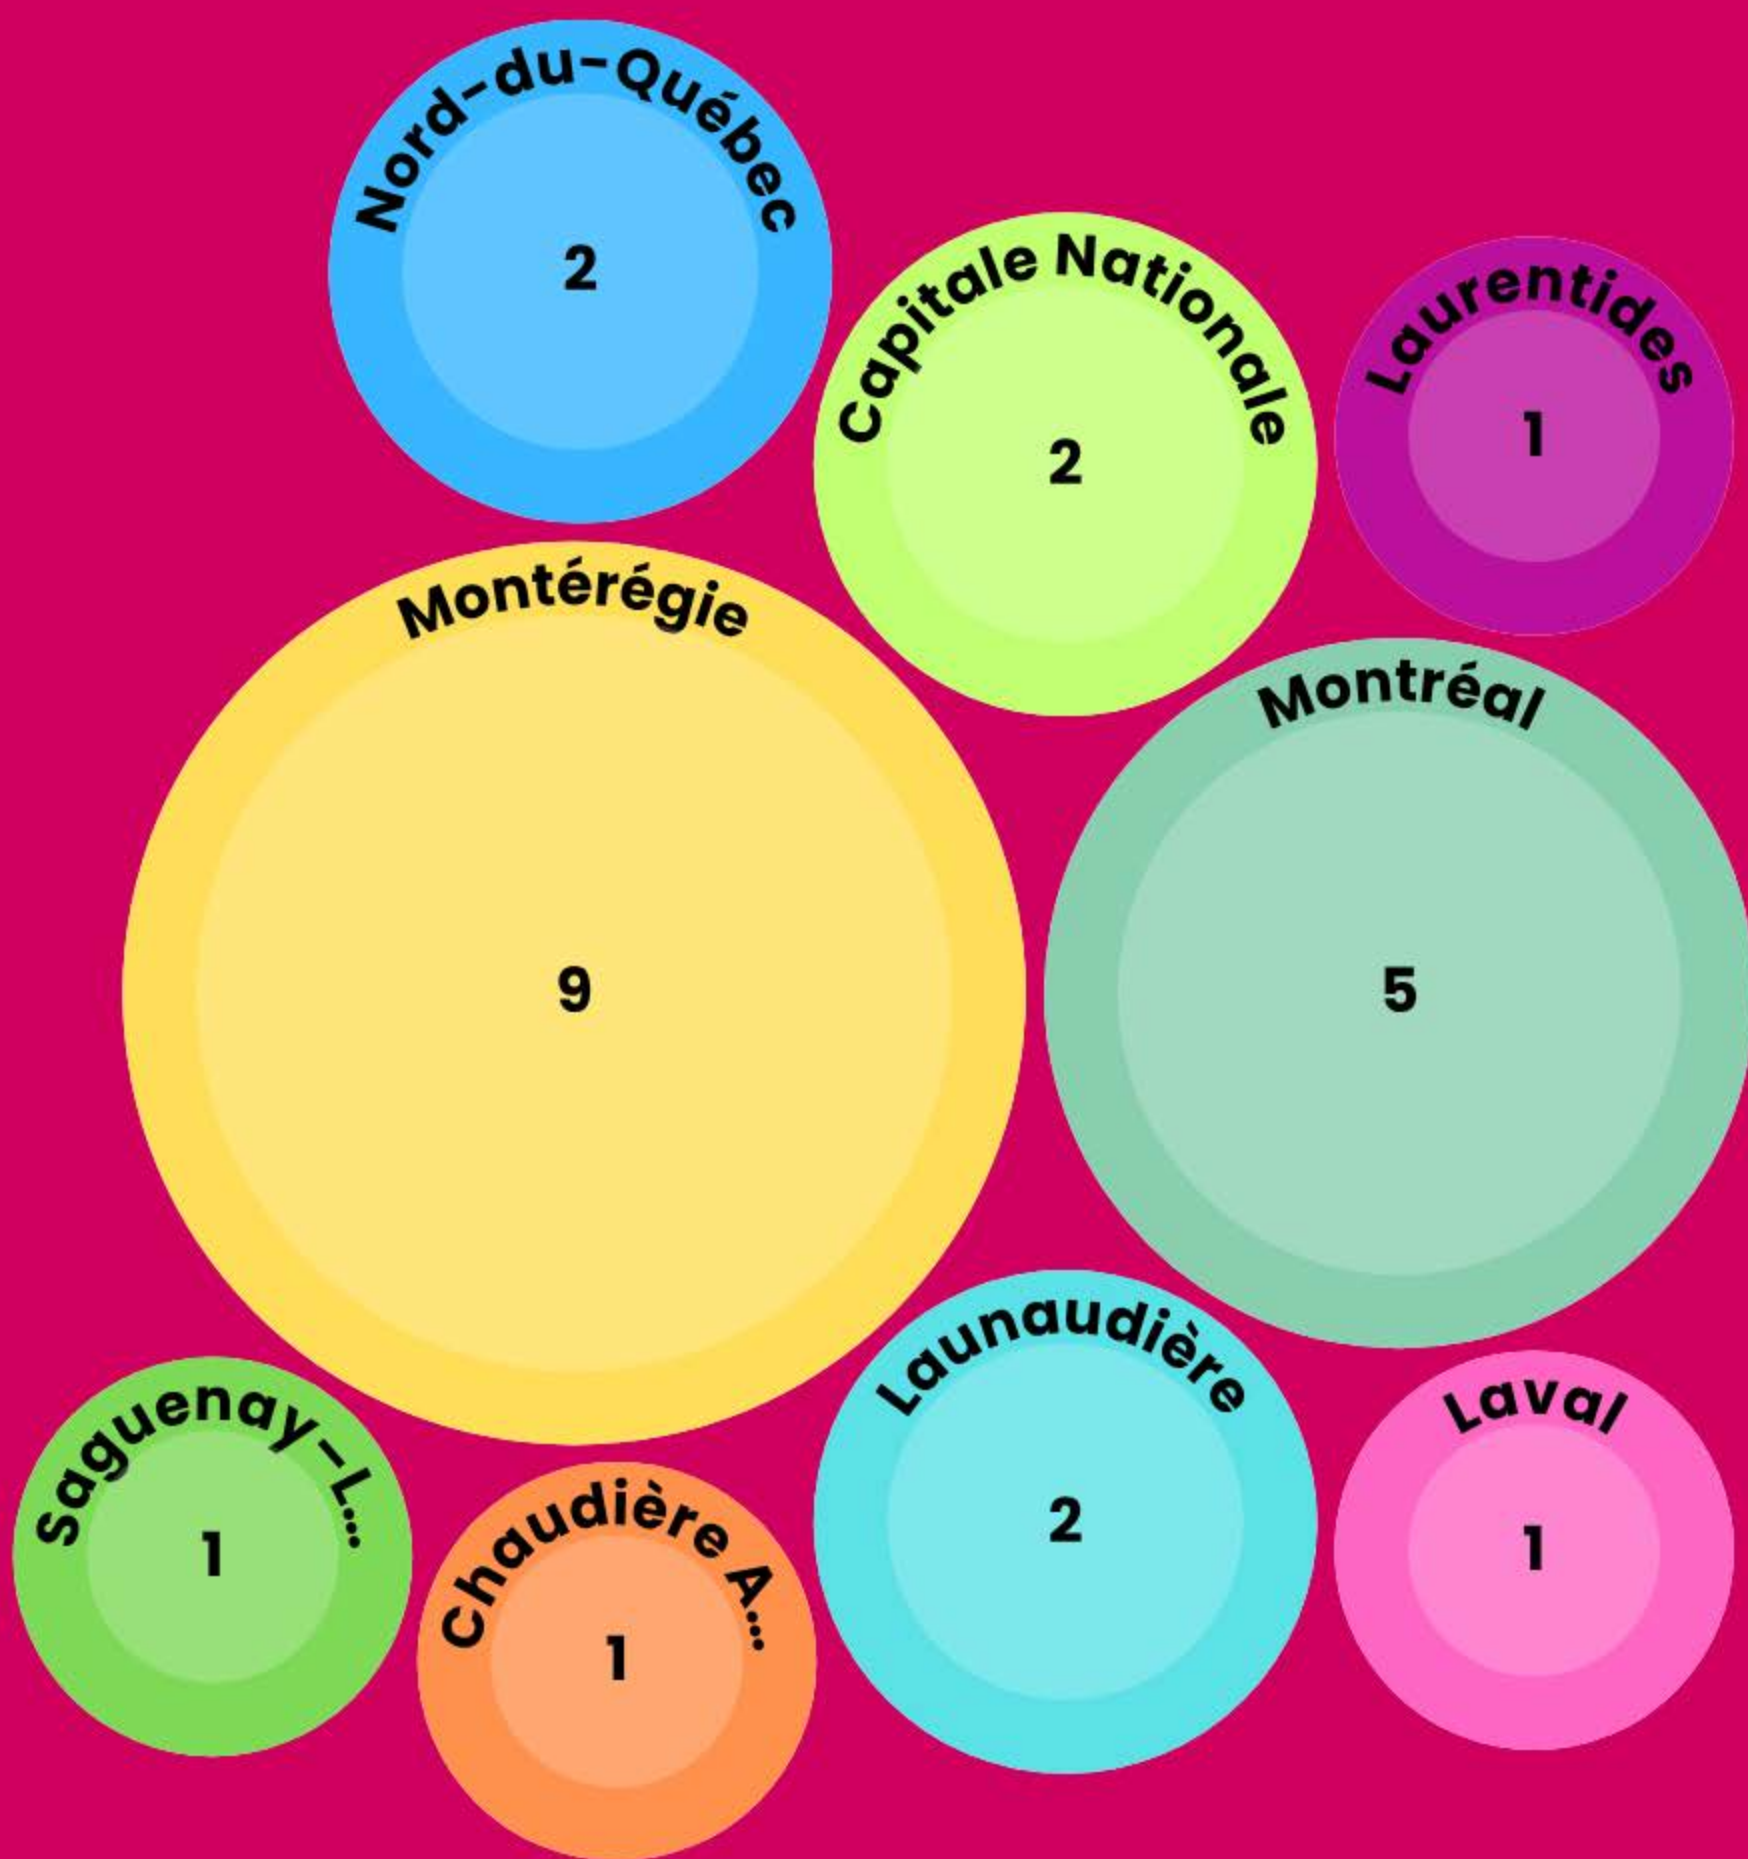 Nord-du-Québec
2
Capitale Nationale
2
Laurentides
1
Montérégie
9
Montréal
5
Saguenay-L...
1
Chaudière A...
1
Launaudière
2
Laval
1